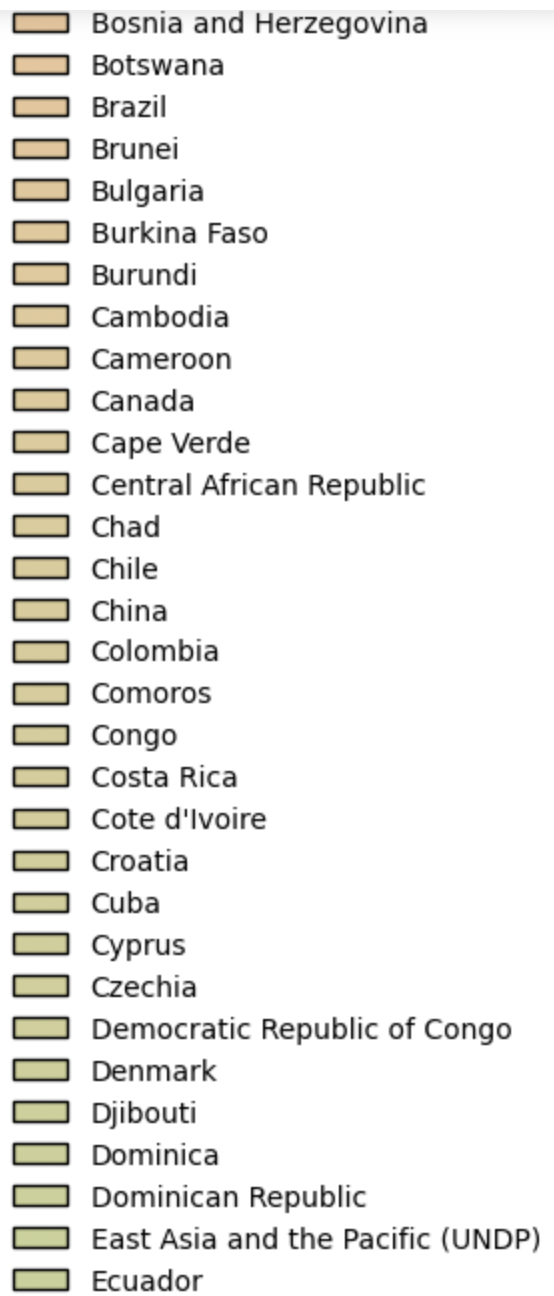 Bosnia and Herzegovina
Botswana
Brazil
Brunei
Bulgaria
Burkina Faso
Burundi
Cambodia
Cameroon
Canada
Cape Verde
Central African Republic
Chad
Chile
China
Colombia
Comoros
Congo
Costa Rica
Cote d'Ivoire
Croatia
Cuba
Cyprus
Czechia
Democratic Republic of Congo
Denmark
Djibouti
Dominica
Dominican Republic
East Asia and the Pacific (UNDP)
Ecuador